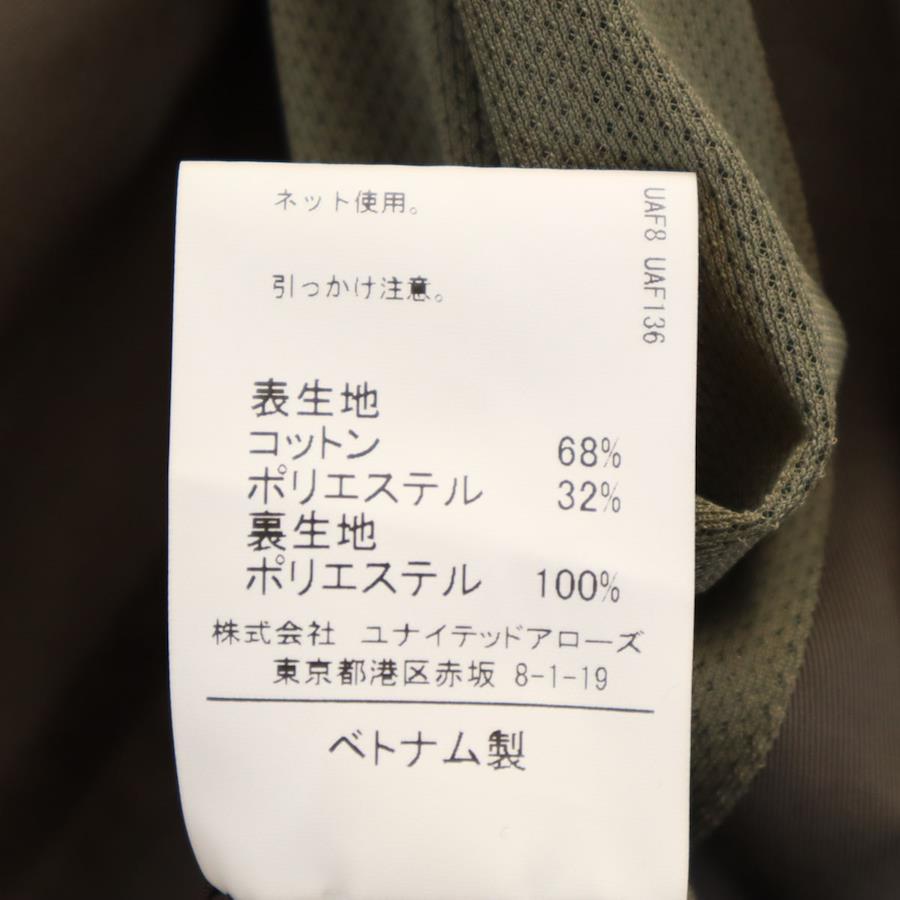 ネット使用。
引っかけ注意。
UAF8 UAF136
表生地
コットン 68%
ポリエステル 32%
裏生地
ポリエステル 100%
株式会社 ユナイテッドアローズ
東京都港区赤坂 8-1-19
ベトナム製